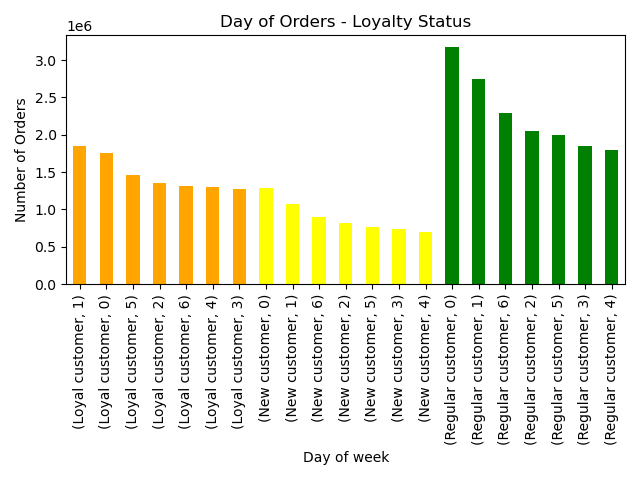 Day of Orders - Loyalty Status
1e6
3.0
2.5
2.0
1.5
1.0
0.5
0.0
Number of Orders
(Loyal customer, 1)
(Loyal customer, 0)
(Loyal customer, 5)
(Loyal customer, 2)
(Loyal customer, 6)
(Loyal customer, 4)
(Loyal customer, 3)
(New customer, 0)
(New customer, 1)
(New customer, 6)
(New customer, 2)
(New customer, 5)
(New customer, 3)
(New customer, 4)
(Regular customer, 0)
(Regular customer, 1)
(Regular customer, 6)
(Regular customer, 2)
(Regular customer, 5)
(Regular customer, 3)
(Regular customer, 4)
Day of week